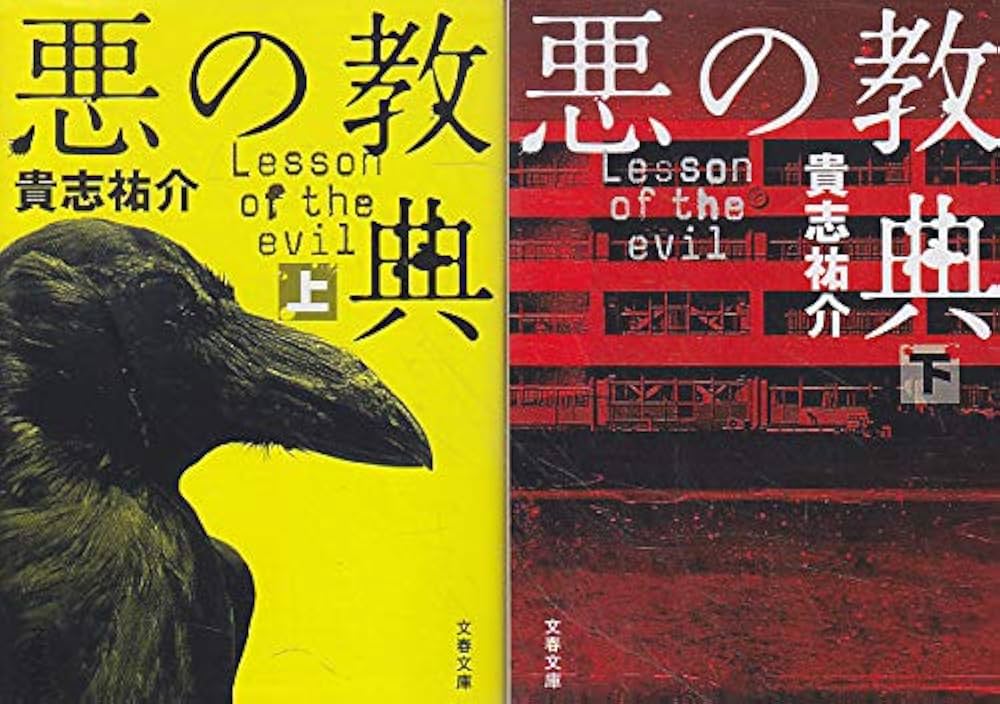 悪の教典
貴志祐介
Lesson
of the
evil
上
文春文庫
悪の教典
Lesson
of the
evil
貴志祐介
下
文春文庫